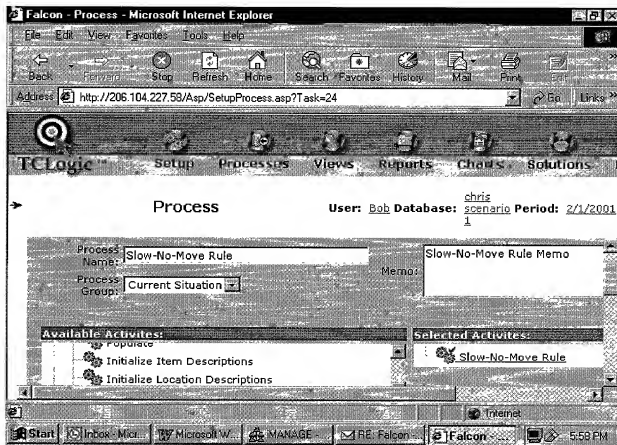 Falcon - Process - Microsoft Internet Explorer
File Edit View Favorites Tools Help
Back Forward Stop Refresh Home Search Favorites History Mail Print Edit
Address http://206.104.227.58/Asp/SetupProcess.asp?Task=24 Go Links
TCLogic™ Setup Processes Views Reports Charts Solutions
Process User: Bob Database: chris scenario 1 Period: 2/1/2001
Process Name: Slow-No-Move Rule
Memo: Slow-No-Move Rule Memo
Process Group: Current Situation
Available Activites: Selected Activites:
Populate
Initialize Item Descriptions Slow-No-Move Rule
Initialize Location Descriptions
Internet
Start Inbox - Micr... Microsoft W... MANAGE - ... RE: Falcon -... Falcon - ... 5:58 PM